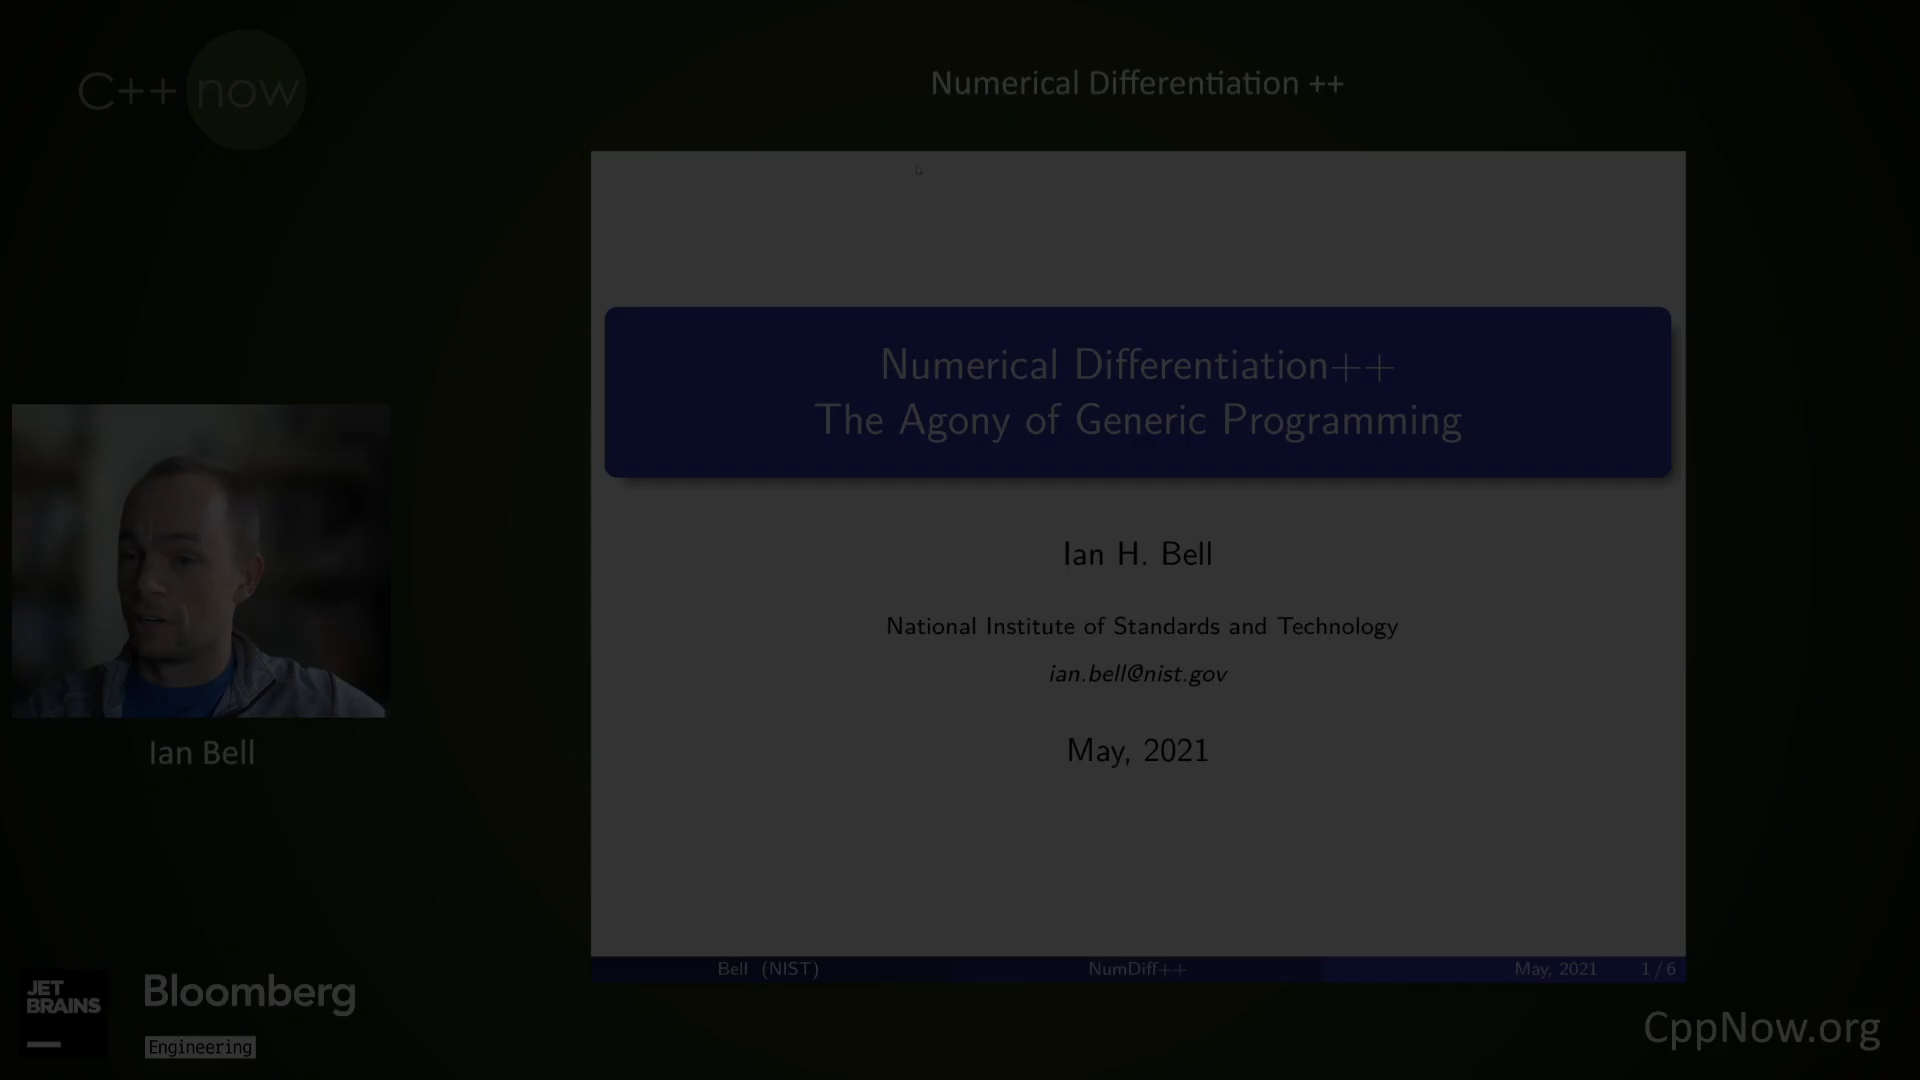 C++ now
Numerical Differentiation ++
Numerical Differentiation++
The Agony of Generic Programming
Ian H. Bell
National Institute of Standards and Technology
ian.bell@nist.gov
May, 2021
Ian Bell
Bell (NIST)
NumDiff++
May, 2021
1 / 6
JET
BRAINS
Bloomberg
Engineering
CppNow.org